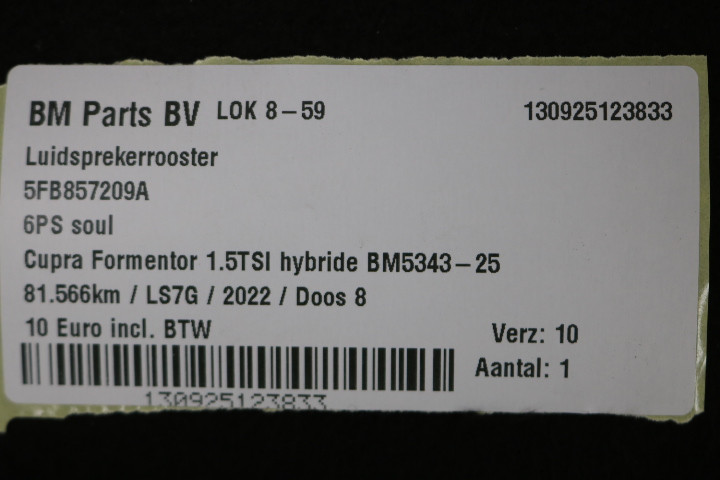 BM Parts BV LOK 8-59 130925123833
Luidsprekerrooster
5FB857209A
6PS soul
Cupra Formentor 1.5TSI hybride BM5343-25
81.566km / LS7G / 2022 / Doos 8
10 Euro incl. BTW Verz: 10
Aantal: 1
130925123833